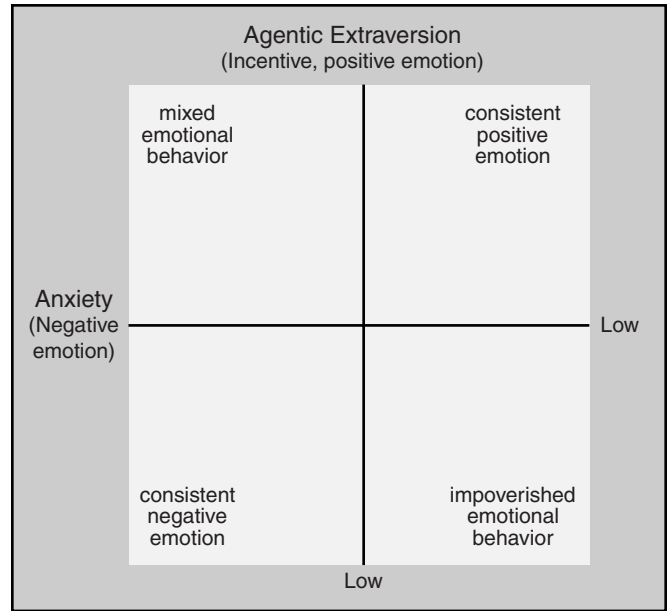 Agentic Extraversion
(Incentive, positive emotion)
mixed
emotional
behavior
consistent
positive
emotion
Anxiety
(Negative
emotion)
Low
consistent
negative
emotion
impoverished
emotional
behavior
Low